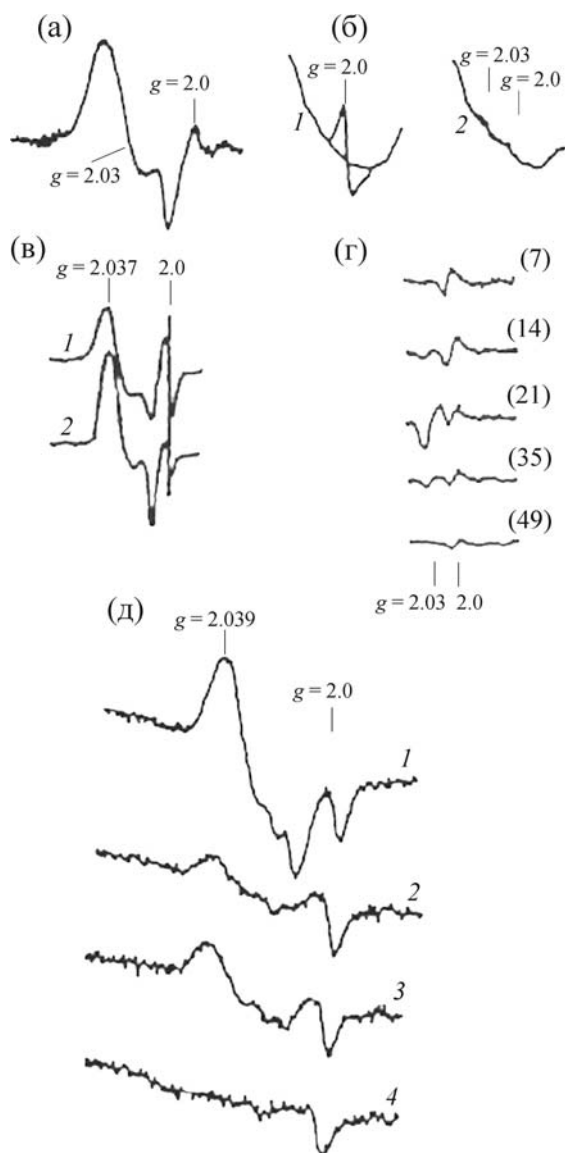 (а)
g = 2.0
g = 2.03
(б)
g = 2.0
1
g = 2.03
g = 2.0
2
(в)
g = 2.037 2.0
1
2
(г)
(7)
(14)
(21)
(35)
(49)
g = 2.03 2.0
(д)
g = 2.039
g = 2.0
1
2
3
4